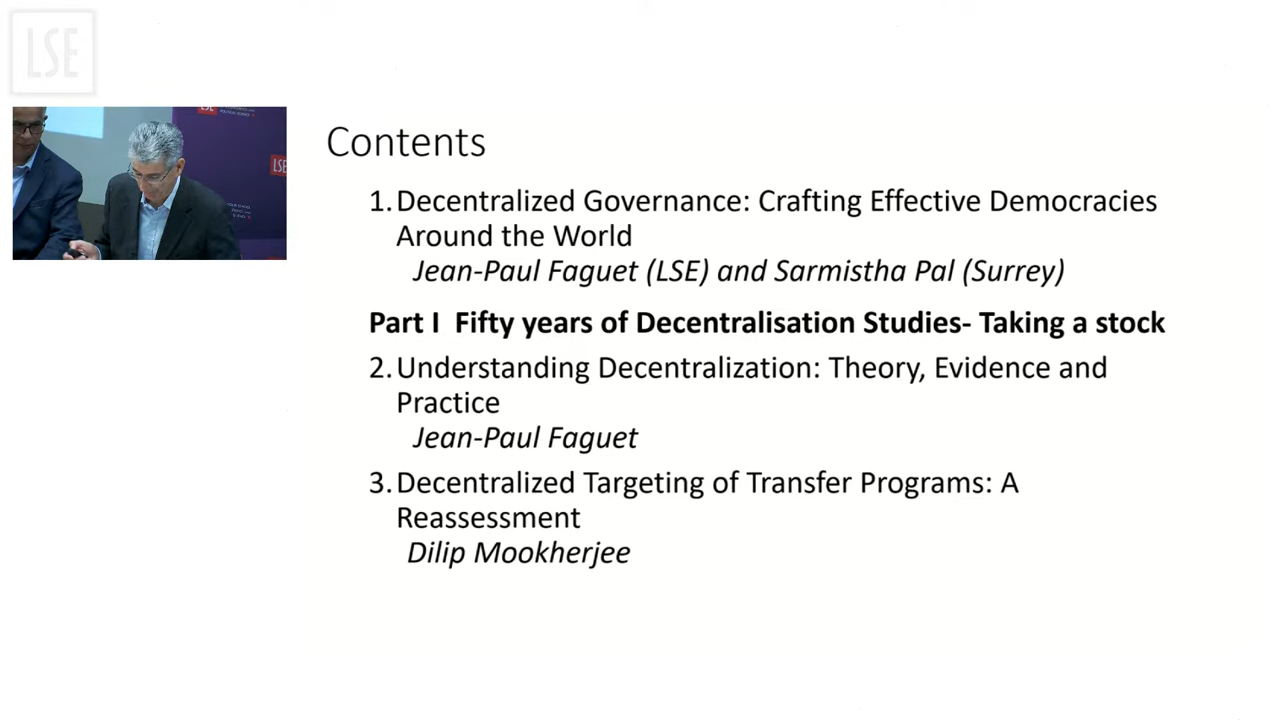 LSE
LSE
LSE
Contents
1. Decentralized Governance: Crafting Effective Democracies
Around the World
Jean-Paul Faguet (LSE) and Sarmistha Pal (Surrey)
Part I Fifty years of Decentralisation Studies- Taking a stock
2. Understanding Decentralization: Theory, Evidence and
Practice
Jean-Paul Faguet
3. Decentralized Targeting of Transfer Programs: A
Reassessment
Dilip Mookherjee